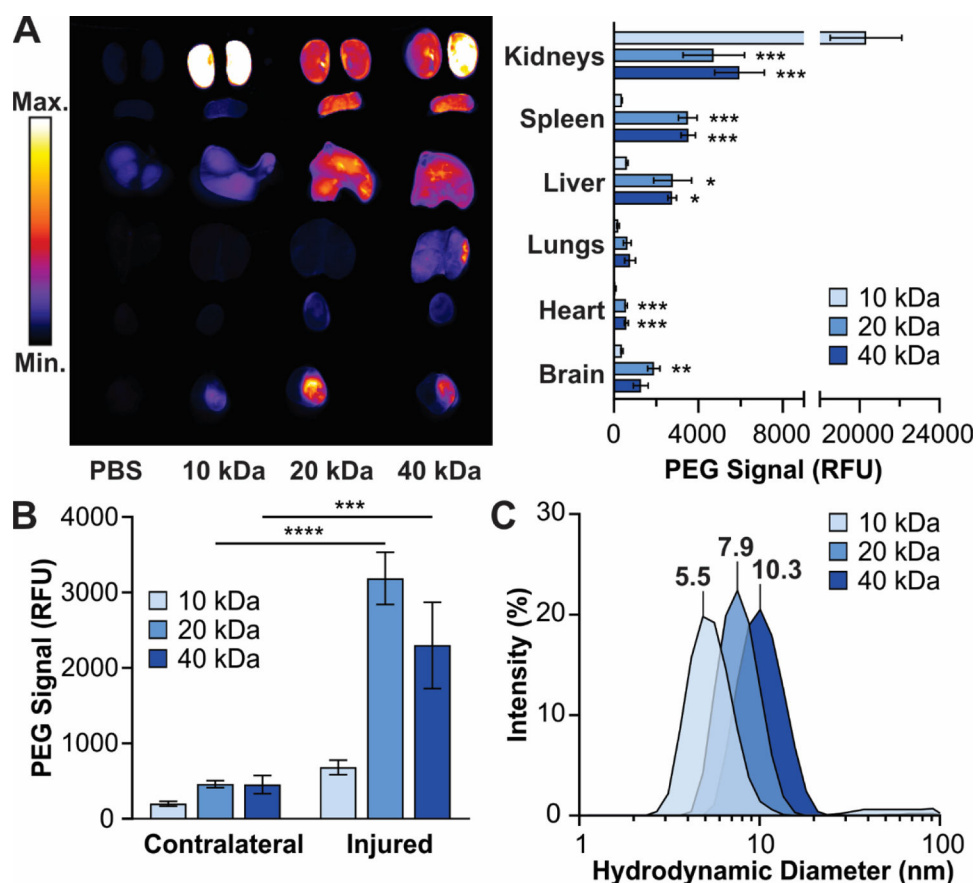 A
Max.
Min.
PBS
10 kDa
20 kDa
40 kDa
Kidneys
***
***
Spleen
***
***
Liver
*
*
Lungs
Heart
***
***
Brain
**
10 kDa
20 kDa
40 kDa
0
4000
8000
20000
24000
PEG Signal (RFU)
B
4000
3000
2000
1000
0
PEG Signal (RFU)
***
****
10 kDa
20 kDa
40 kDa
Contralateral
Injured
C
30
20
10
0
Intensity (%)
5.5
7.9
10.3
10 kDa
20 kDa
40 kDa
1
10
100
Hydrodynamic Diameter (nm)